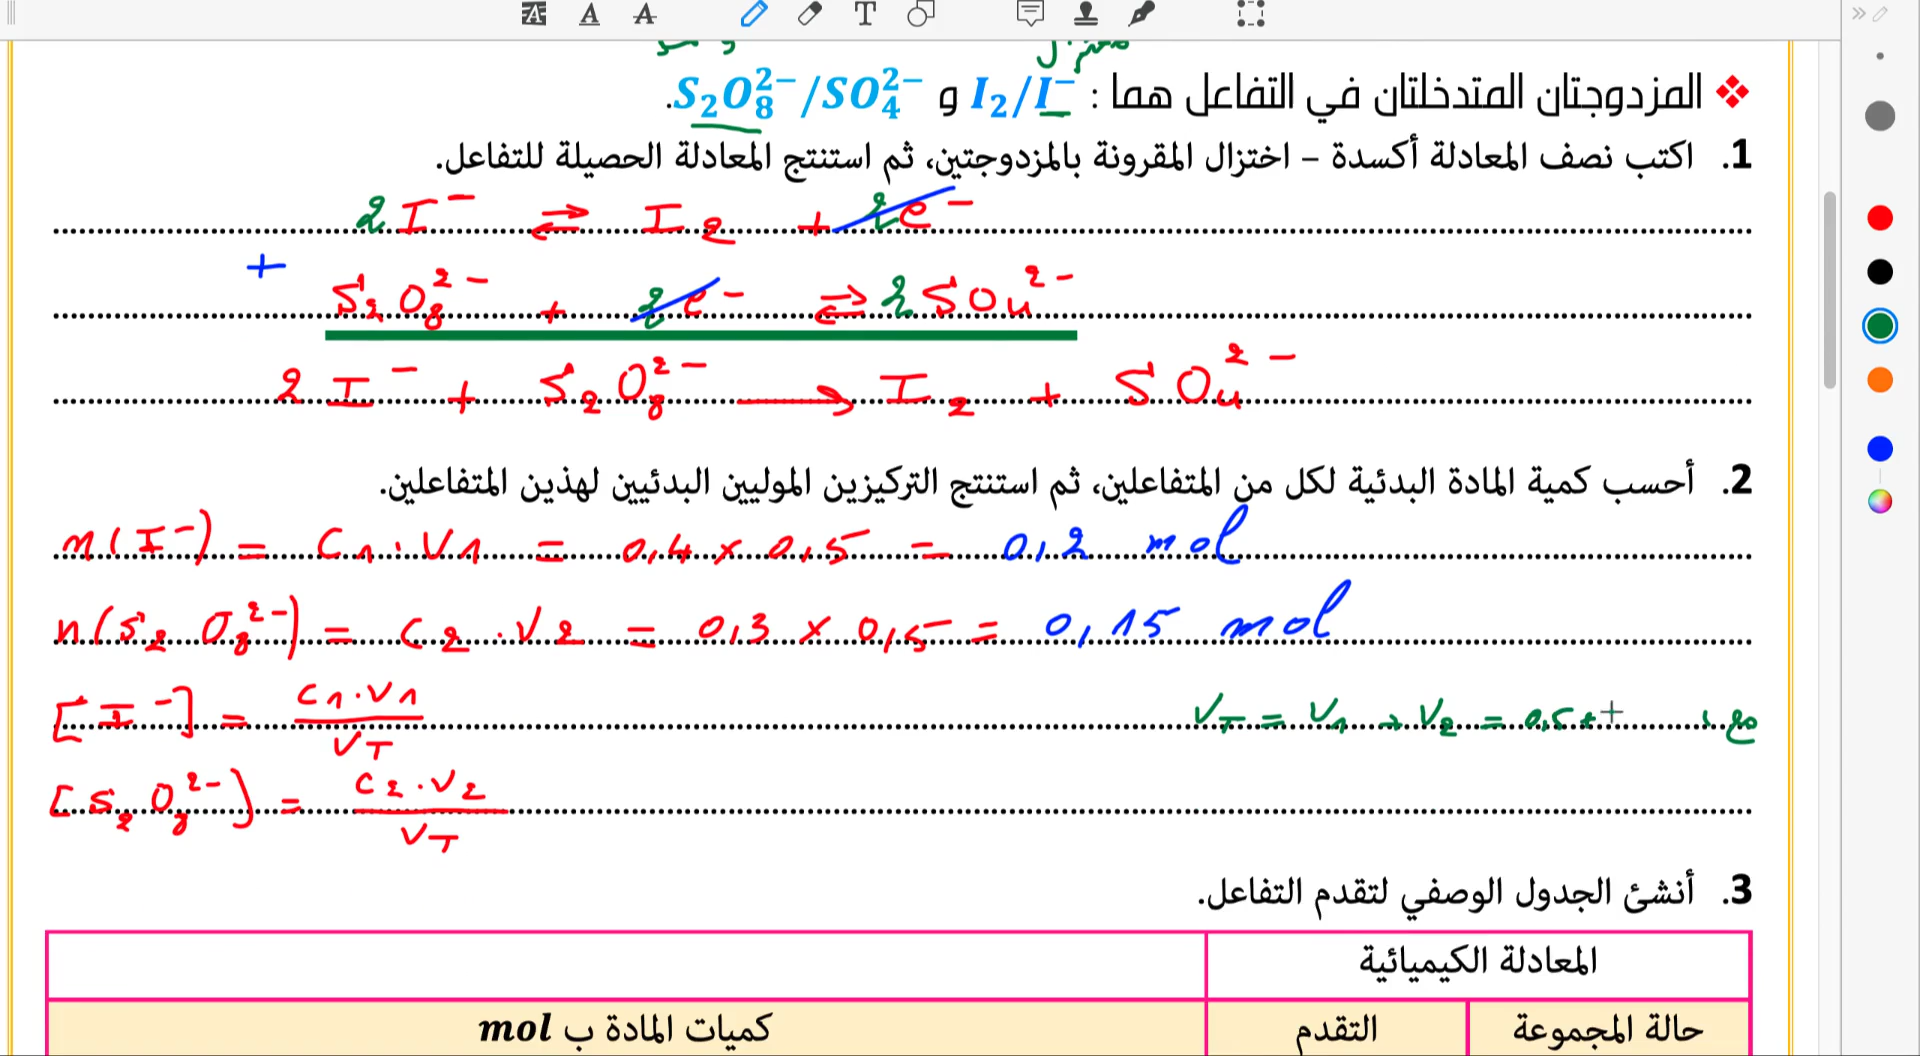 المزدوجتان المتدخلتان في التفاعل هما : I₂/I⁻ و S₂O₈²⁻/SO₄²⁻.
1. اكتب نصف المعادلة أكسدة – اختزال المقرونة بالمزدوجتين، ثم استنتج المعادلة الحصيلة للتفاعل.
2I⁻ ⇄ I₂ + 2e⁻
+
S₂O₈²⁻ + 2e⁻ ⇄ 2SO₄²⁻
2I⁻ + S₂O₈²⁻ → I₂ + SO₄²⁻
2. أحسب كمية المادة البدئية لكل من المتفاعلين، ثم استنتج التركيزين الموليين البدئيين لهذين المتفاعلين.
n(I⁻) = C₁.V₁ = 0,4 × 0,5 = 0,2 mol
n(S₂O₈²⁻) = C₂.V₂ = 0,3 × 0,5 = 0,15 mol
[I⁻] = C₁.V₁ / V_T
مع V_T = V₁ + V₂ = 0,5 +
[S₂O₈²⁻] = C₂.V₂ / V_T
3. أنشئ الجدول الوصفي لتقدم التفاعل.
المعادلة الكيميائية
حالة المجموعة التقدم كميات المادة ب mol